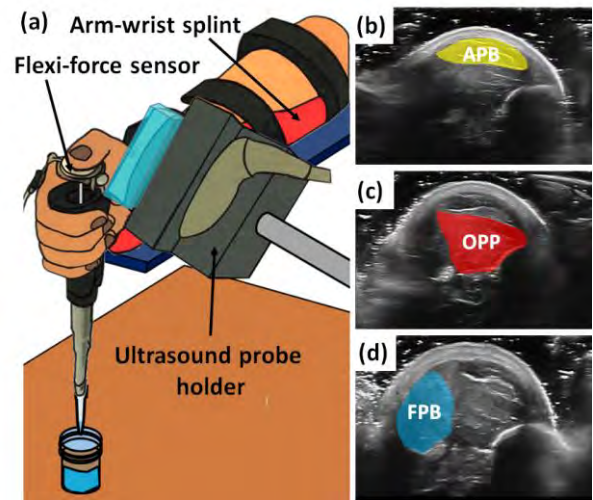 (a)
Arm-wrist splint
Flexi-force sensor
Ultrasound probe
holder
(b)
APB
(c)
OPP
(d)
FPB